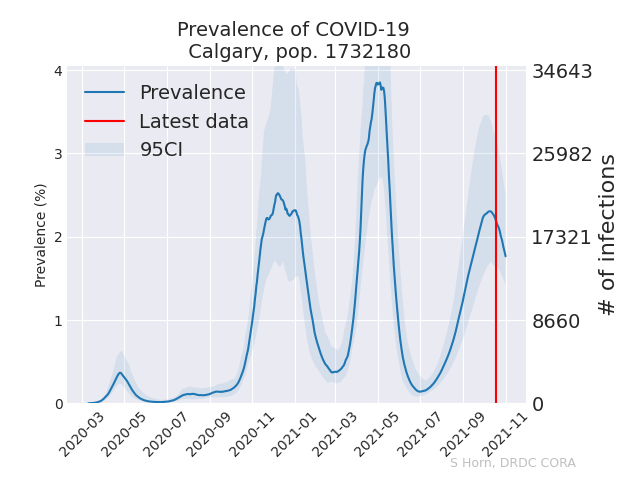 Prevalence of COVID-19
Calgary, pop. 1732180
Prevalence
Latest data
95CI
Prevalence (%)
4
3
2
1
0
34643
25982
17321
8660
0
# of infections
2020-03
2020-05
2020-07
2020-09
2020-11
2021-01
2021-03
2021-05
2021-07
2021-09
2021-11
S Horn, DRDC CORA